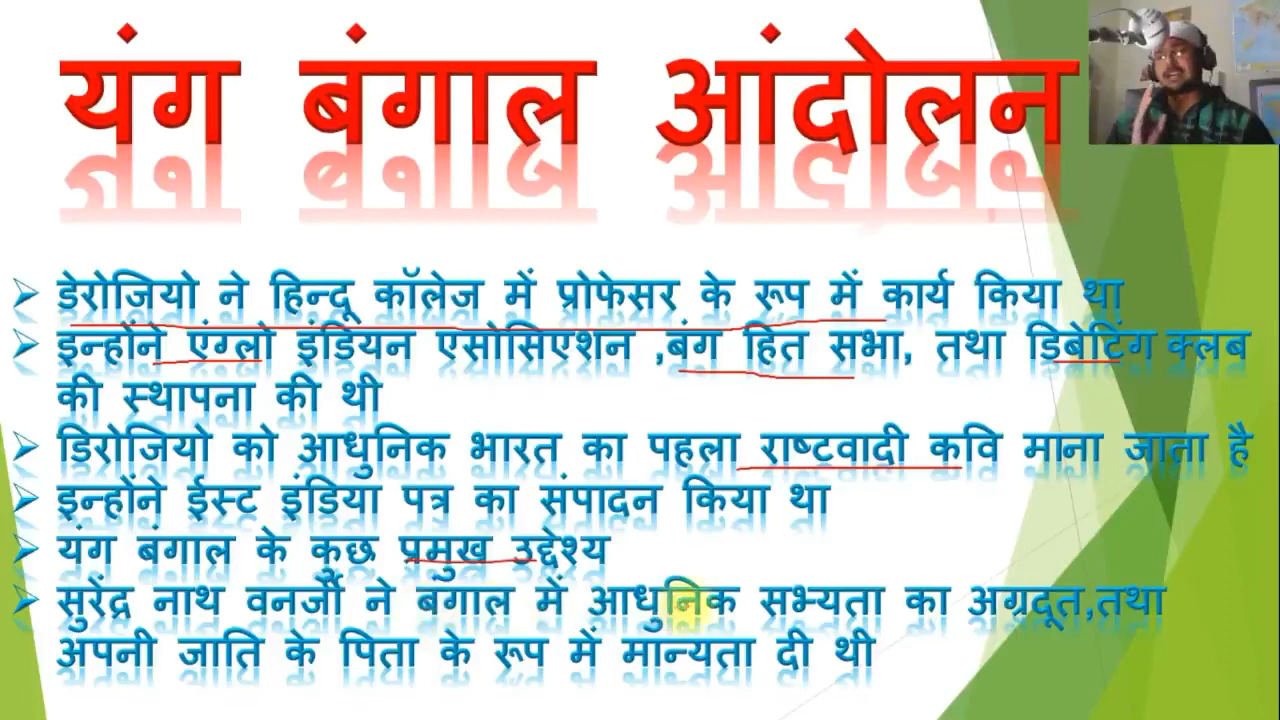 यंग बंगाल आंदोलन
डेरोजियो ने हिन्दू कॉलेज में प्रोफेसर के रूप में कार्य किया था
इन्होंने एंग्लो इंडियन एसोसिएशन ,बंग हित सभा, तथा डिबेटिंग क्लब
की स्थापना की थी
डिरोजियो को आधुनिक भारत का पहला राष्टवादी कवि माना जाता है
इन्होंने ईस्ट इंडिया पत्र का संपादन किया था
यंग बंगाल के कुछ प्रमुख उद्देश्य
सुरेंद्र नाथ वनर्जी ने बंगाल में आधुनिक सभ्यता का अग्रदूत,तथा
अपनी जाति के पिता के रूप में मान्यता दी थी